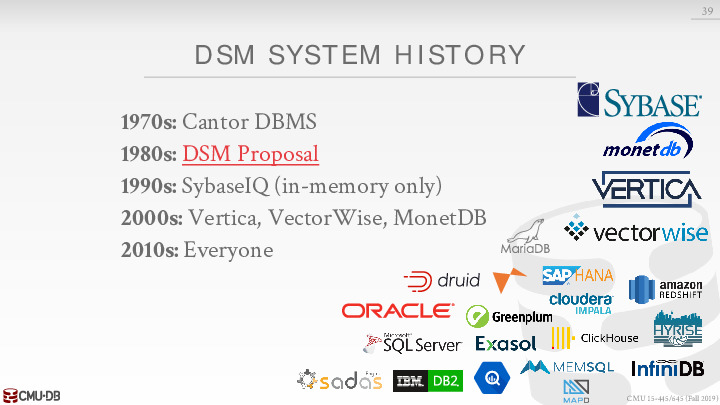 39
DSM SYSTEM HISTORY
1970s: Cantor DBMS
1980s: DSM Proposal
1990s: SybaseIQ (in-memory only)
2000s: Vertica, VectorWise, MonetDB
2010s: Everyone
SYBASE®
monetdb
VERTICA
vectorwise
MariaDB
druid
SAP HANA
amazon
REDSHIFT
cloudera
IMPALA
ORACLE®
Greenplum
HYRISE
Microsoft
SQL Server
Exasol
ClickHouse
sadas
IBM DB2
MEMSQL
InfiniDB
MAPD
CMU·DB
CMU 15-445/645 (Fall 2019)